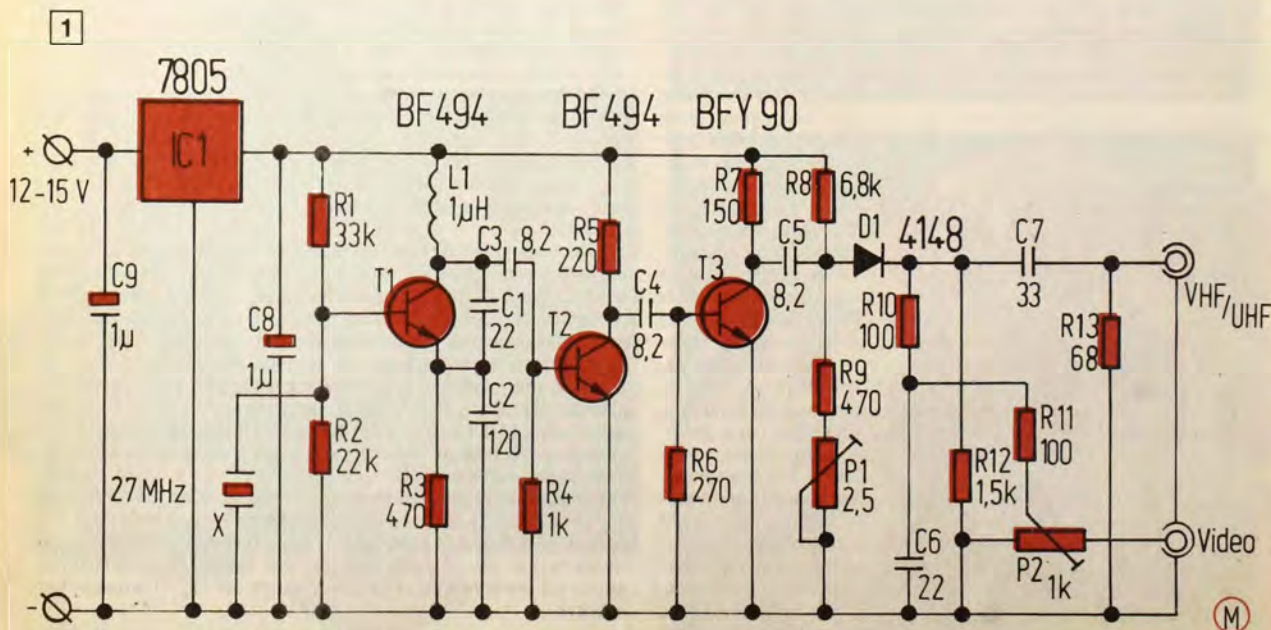 1
7805
BF494
BF494
BFY 90
+
IC1
12-15 V
L1
1µH
R1
33k
C9
1µ
C8
1µ
T1
C3
8,2
C1
22
R5
220
T2
C4
8,2
R7
150
R8
6,8k
T3
C5
8,2
D1
4148
C7
33
VHF/UHF
R10
100
R13
68
R9
470
R11
100
R2
22k
C2
120
27 MHz
X
R3
470
R4
1k
R6
270
P1
2,5
R12
1,5k
C6
22
P2
1k
Video
-
M